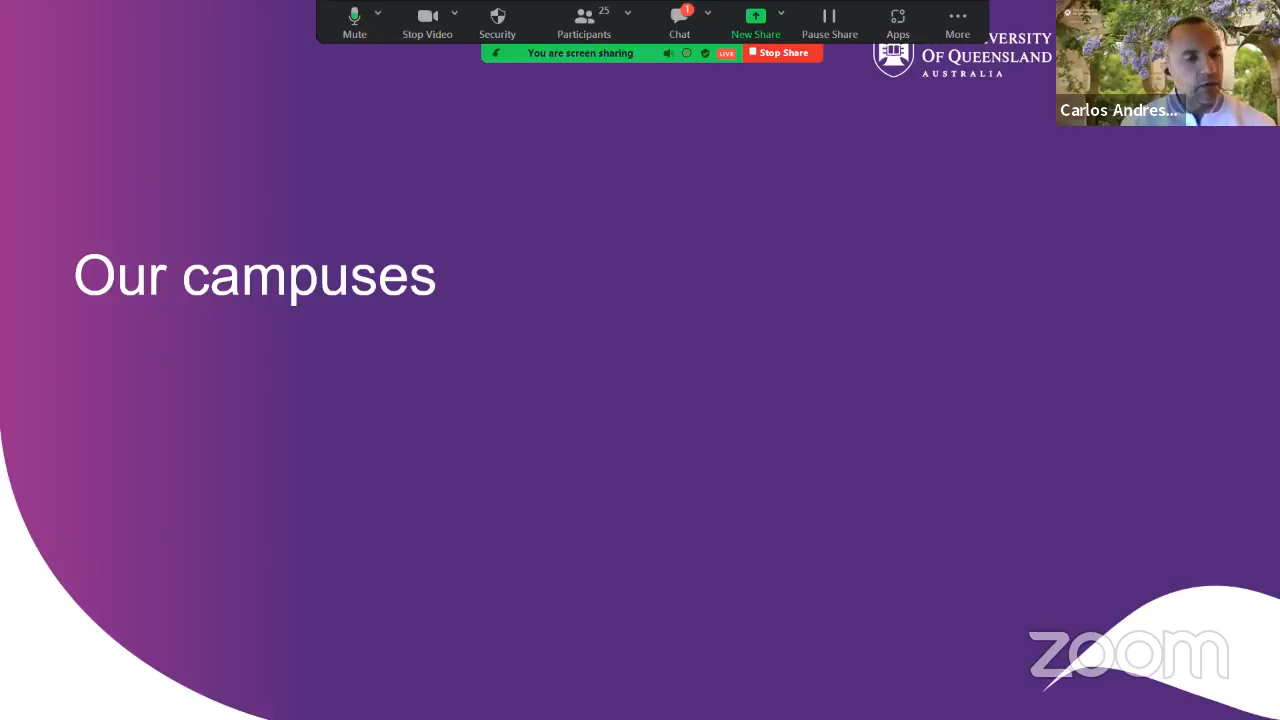 25
1
Mute
Stop Video
Security
Participants
Chat
New Share
Pause Share
Apps
More
You are screen sharing
LIVE
Stop Share
VERSITY
OF QUEENSLAND
AUSTRALIA
Carlos Andres...
Our campuses
zoom